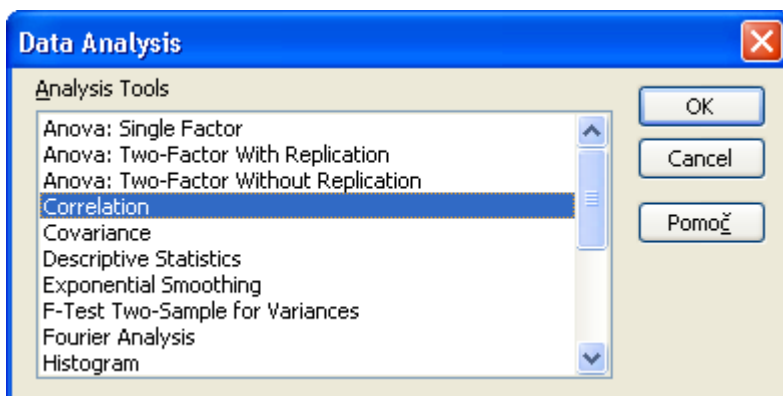 Data Analysis
Analysis Tools
Anova: Single Factor
Anova: Two-Factor With Replication
Anova: Two-Factor Without Replication
Correlation
Covariance
Descriptive Statistics
Exponential Smoothing
F-Test Two-Sample for Variances
Fourier Analysis
Histogram
OK
Cancel
Pomoč